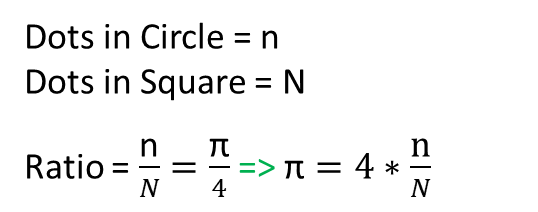 Dots in Circle = n
Dots in Square = N
Ratio = n/N = π/4 => π = 4 * n/N